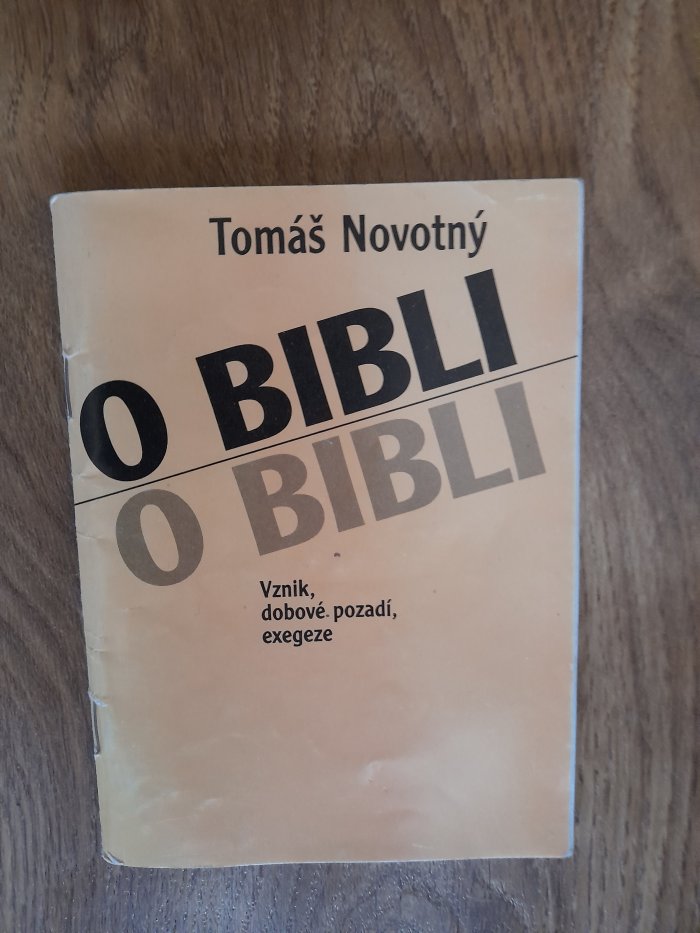 Tomáš Novotný
O BIBLI
O BIBLI
Vznik,
dobové pozadí,
exegeze